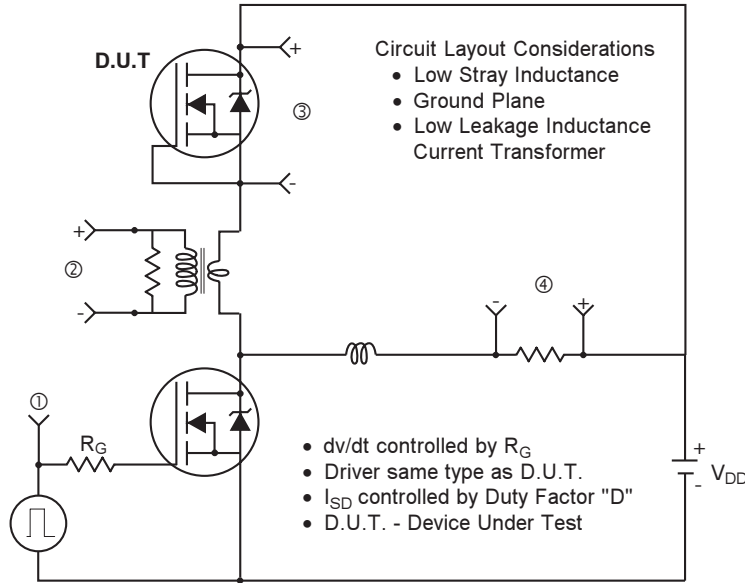 D.U.T
+
③
-
Circuit Layout Considerations
• Low Stray Inductance
• Ground Plane
• Low Leakage Inductance
Current Transformer
+
②
-
④
- +
①
R_G
• dv/dt controlled by R_G
• Driver same type as D.U.T.
• I_SD controlled by Duty Factor "D"
• D.U.T. - Device Under Test
+
-
V_DD